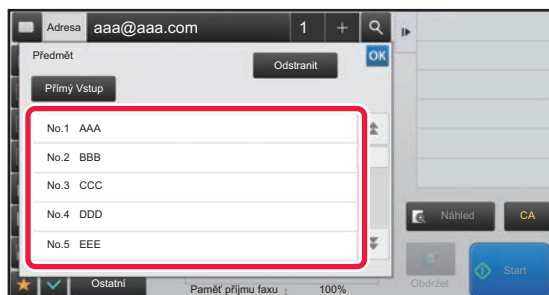 Adresa aaa@aaa.com 1 +
Předmět Odstranit OK
Přímý Vstup
No.1 AAA
No.2 BBB
No.3 CCC
No.4 DDD
No.5 EEE
Náhled CA
Obdržet Start
Ostatní
Paměť příjmu faxu : 100%